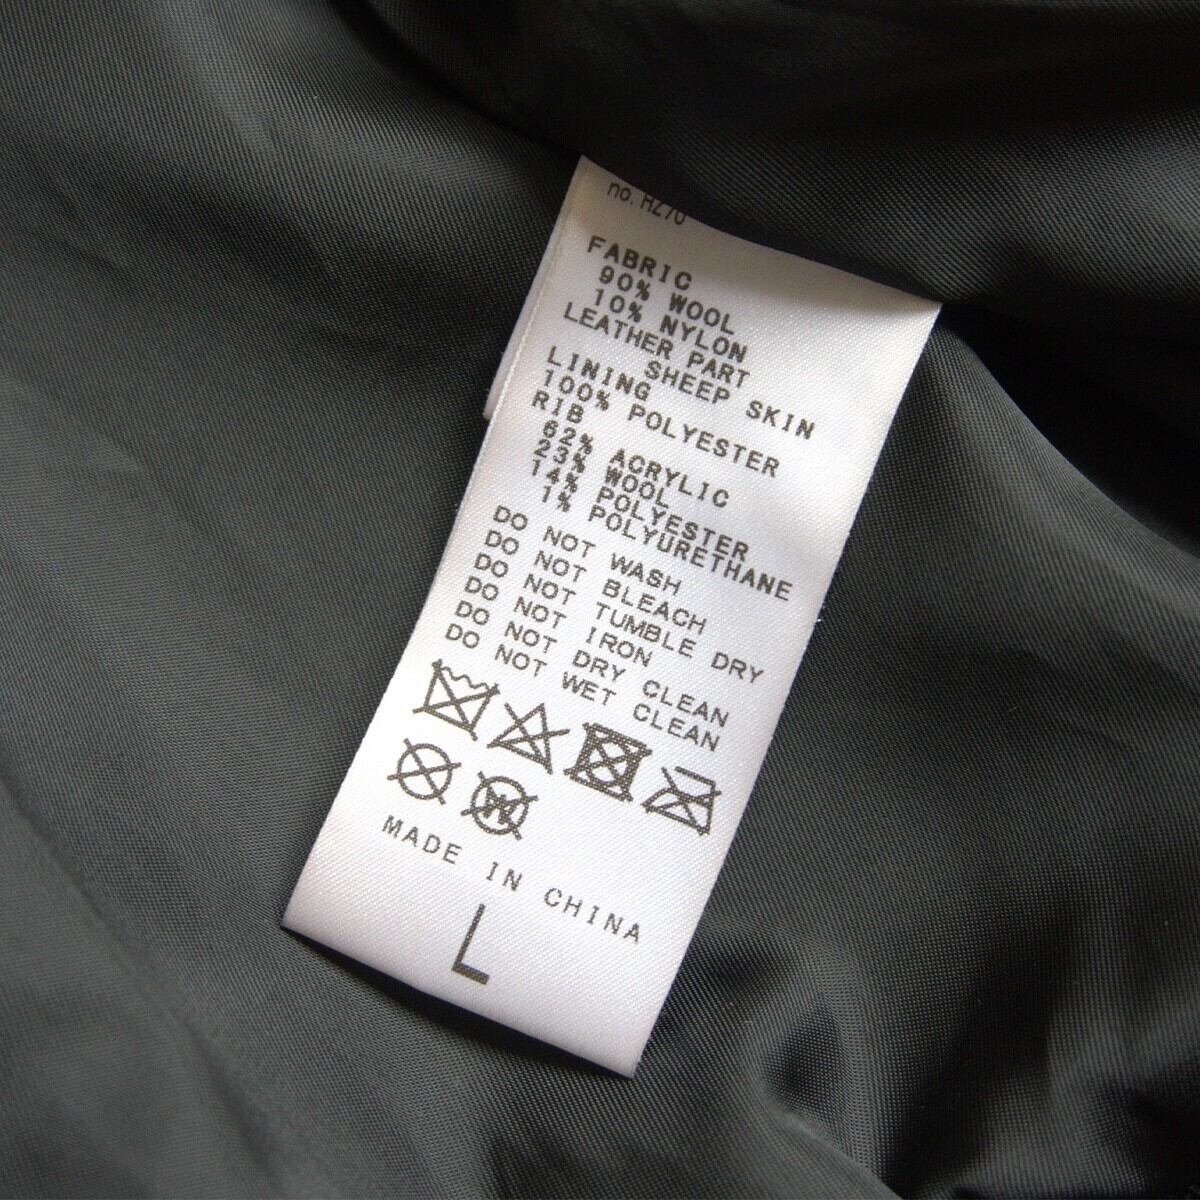 no. HZ70
FABRIC
90% WOOL
10% NYLON
LEATHER PART
SHEEP SKIN
LINING
100% POLYESTER
RIB
62% ACRYLIC
23% WOOL
14% POLYESTER
1% POLYURETHANE
DO NOT WASH
DO NOT BLEACH
DO NOT TUMBLE DRY
DO NOT IRON
DO NOT DRY CLEAN
DO NOT WET CLEAN
W
MADE IN CHINA
L